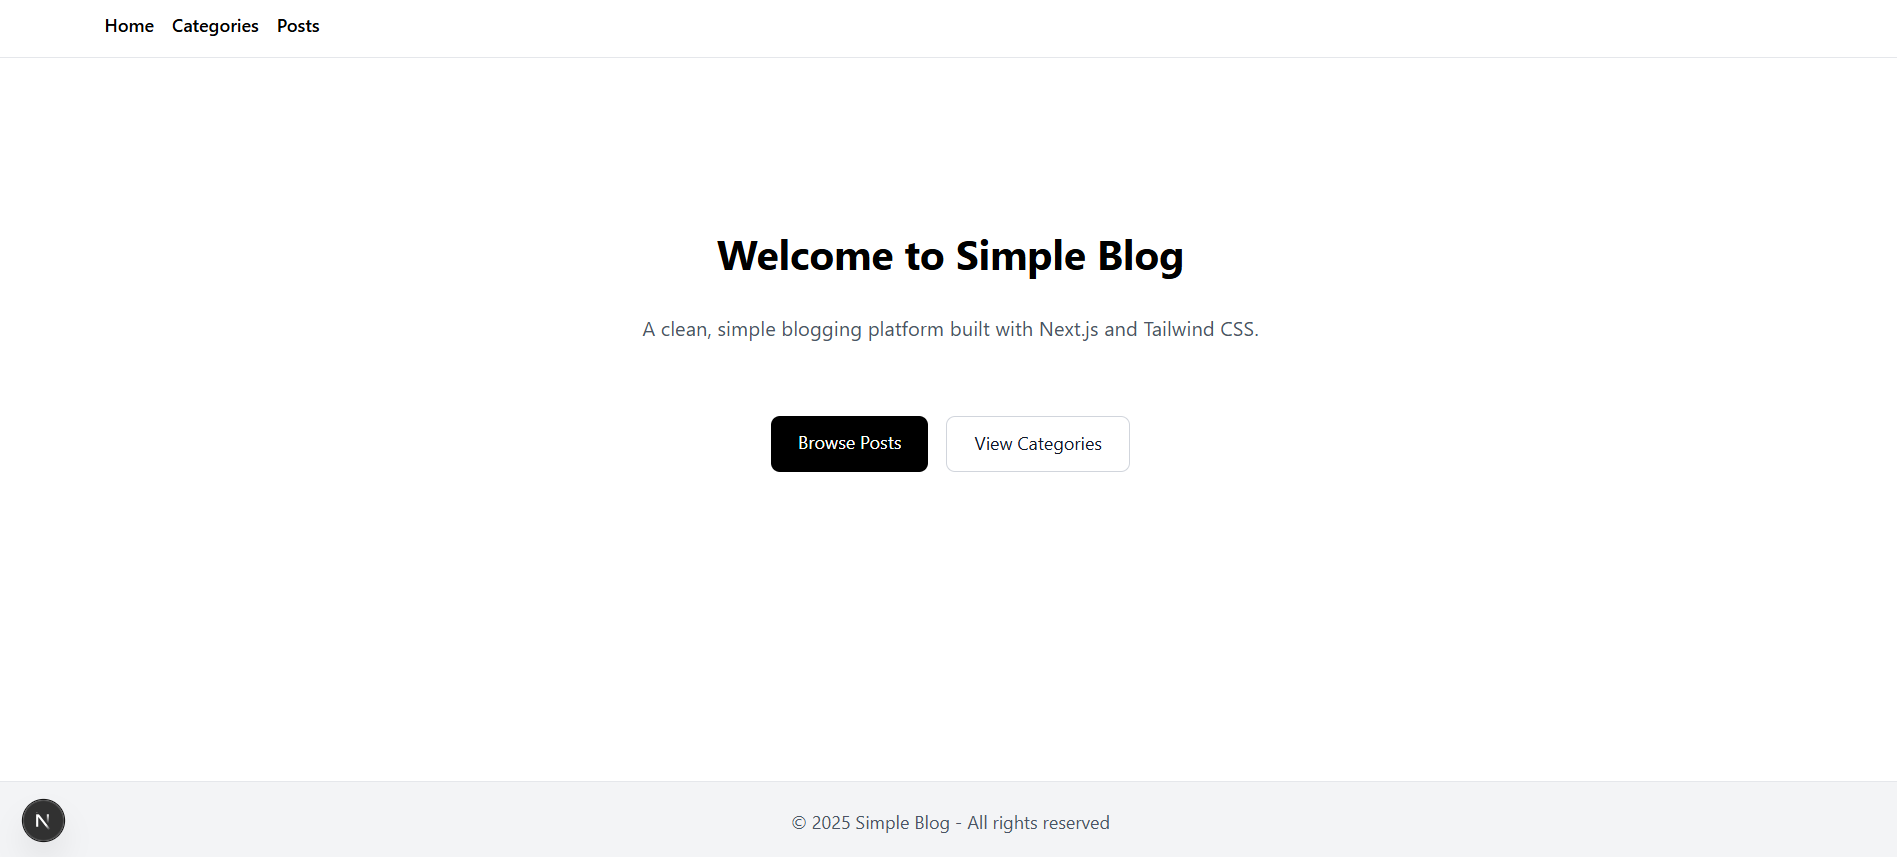 Home Categories Posts
Welcome to Simple Blog
A clean, simple blogging platform built with Next.js and Tailwind CSS.
Browse Posts View Categories
N
© 2025 Simple Blog - All rights reserved